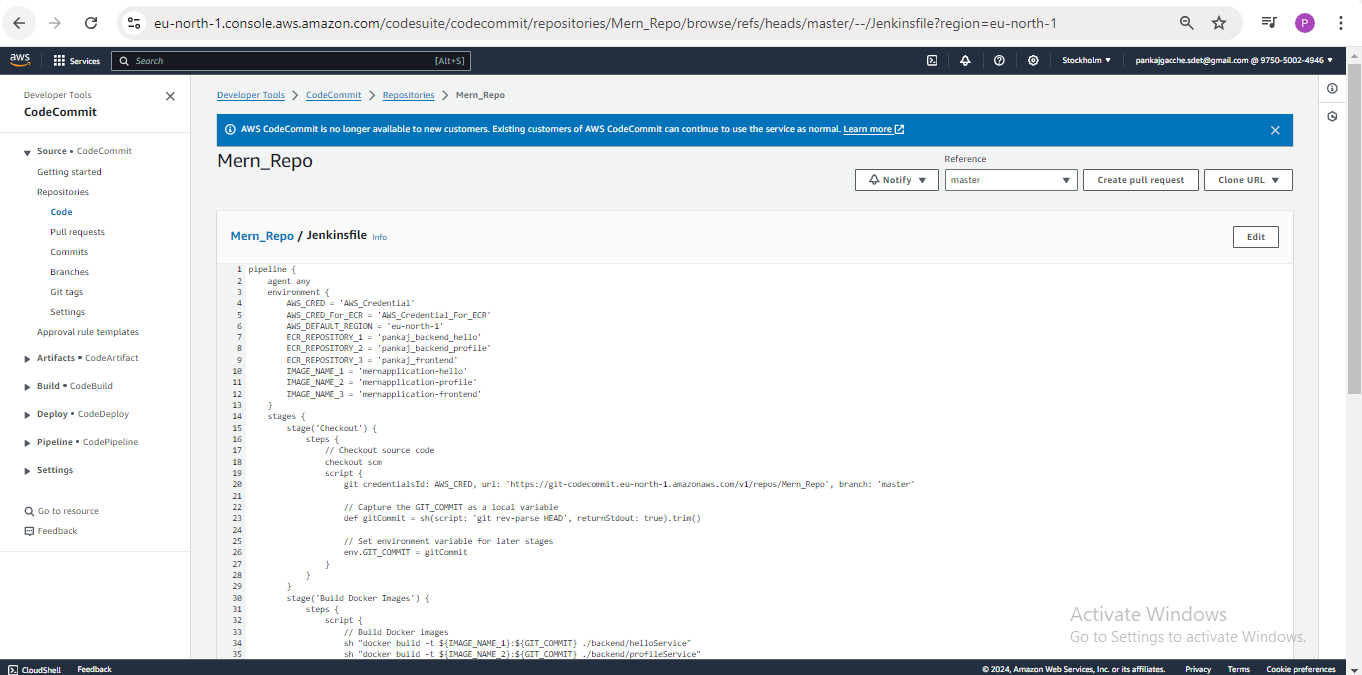 eu-north-1.console.aws.amazon.com/codesuite/codecommit/repositories/Mern_Repo/browse/refs/heads/master/--/Jenkinsfile?region=eu-north-1
P
aws Services Search [Alt+S] Stockholm ▼ pankajgacche.sdet@gmail.com @ 9750-5002-4946 ▼
Developer Tools
CodeCommit
Source • CodeCommit
Getting started
Repositories
Code
Pull requests
Commits
Branches
Git tags
Settings
Approval rule templates
Artifacts • CodeArtifact
Build • CodeBuild
Deploy • CodeDeploy
Pipeline • CodePipeline
Settings
Go to resource
Feedback
Developer Tools > CodeCommit > Repositories > Mern_Repo
AWS CodeCommit is no longer available to new customers. Existing customers of AWS CodeCommit can continue to use the service as normal. Learn more
Mern_Repo
Reference
Notify ▼ master ▼ Create pull request Clone URL ▼
Mern_Repo / Jenkinsfile Info Edit
1 pipeline {
2 agent any
3 environment {
4 AWS_CRED = 'AWS_Credential'
5 AWS_CRED_For_ECR = 'AWS_Credential_For_ECR'
6 AWS_DEFAULT_REGION = 'eu-north-1'
7 ECR_REPOSITORY_1 = 'pankaj_backend_hello'
8 ECR_REPOSITORY_2 = 'pankaj_backend_profile'
9 ECR_REPOSITORY_3 = 'pankaj_frontend'
10 IMAGE_NAME_1 = 'mernapplication-hello'
11 IMAGE_NAME_2 = 'mernapplication-profile'
12 IMAGE_NAME_3 = 'mernapplication-frontend'
13 }
14 stages {
15 stage('Checkout') {
16 steps {
17 // Checkout source code
18 checkout scm
19 script {
20 git credentialsId: AWS_CRED, url: 'https://git-codecommit.eu-north-1.amazonaws.com/v1/repos/Mern_Repo', branch: 'master'
21
22 // Capture the GIT_COMMIT as a local variable
23 def gitCommit = sh(script: 'git rev-parse HEAD', returnStdout: true).trim()
24
25 // Set environment variable for later stages
26 env.GIT_COMMIT = gitCommit
27 }
28 }
29 }
30 stage('Build Docker Images') {
31 steps {
32 script {
33 // Build Docker images
34 sh "docker build -t ${IMAGE_NAME_1}:${GIT_COMMIT} ./backend/helloService"
35 sh "docker build -t ${IMAGE_NAME_2}:${GIT_COMMIT} ./backend/profileService"
Activate Windows
Go to Settings to activate Windows.
CloudShell Feedback © 2024, Amazon Web Services, Inc. or its affiliates. Privacy Terms Cookie preferences